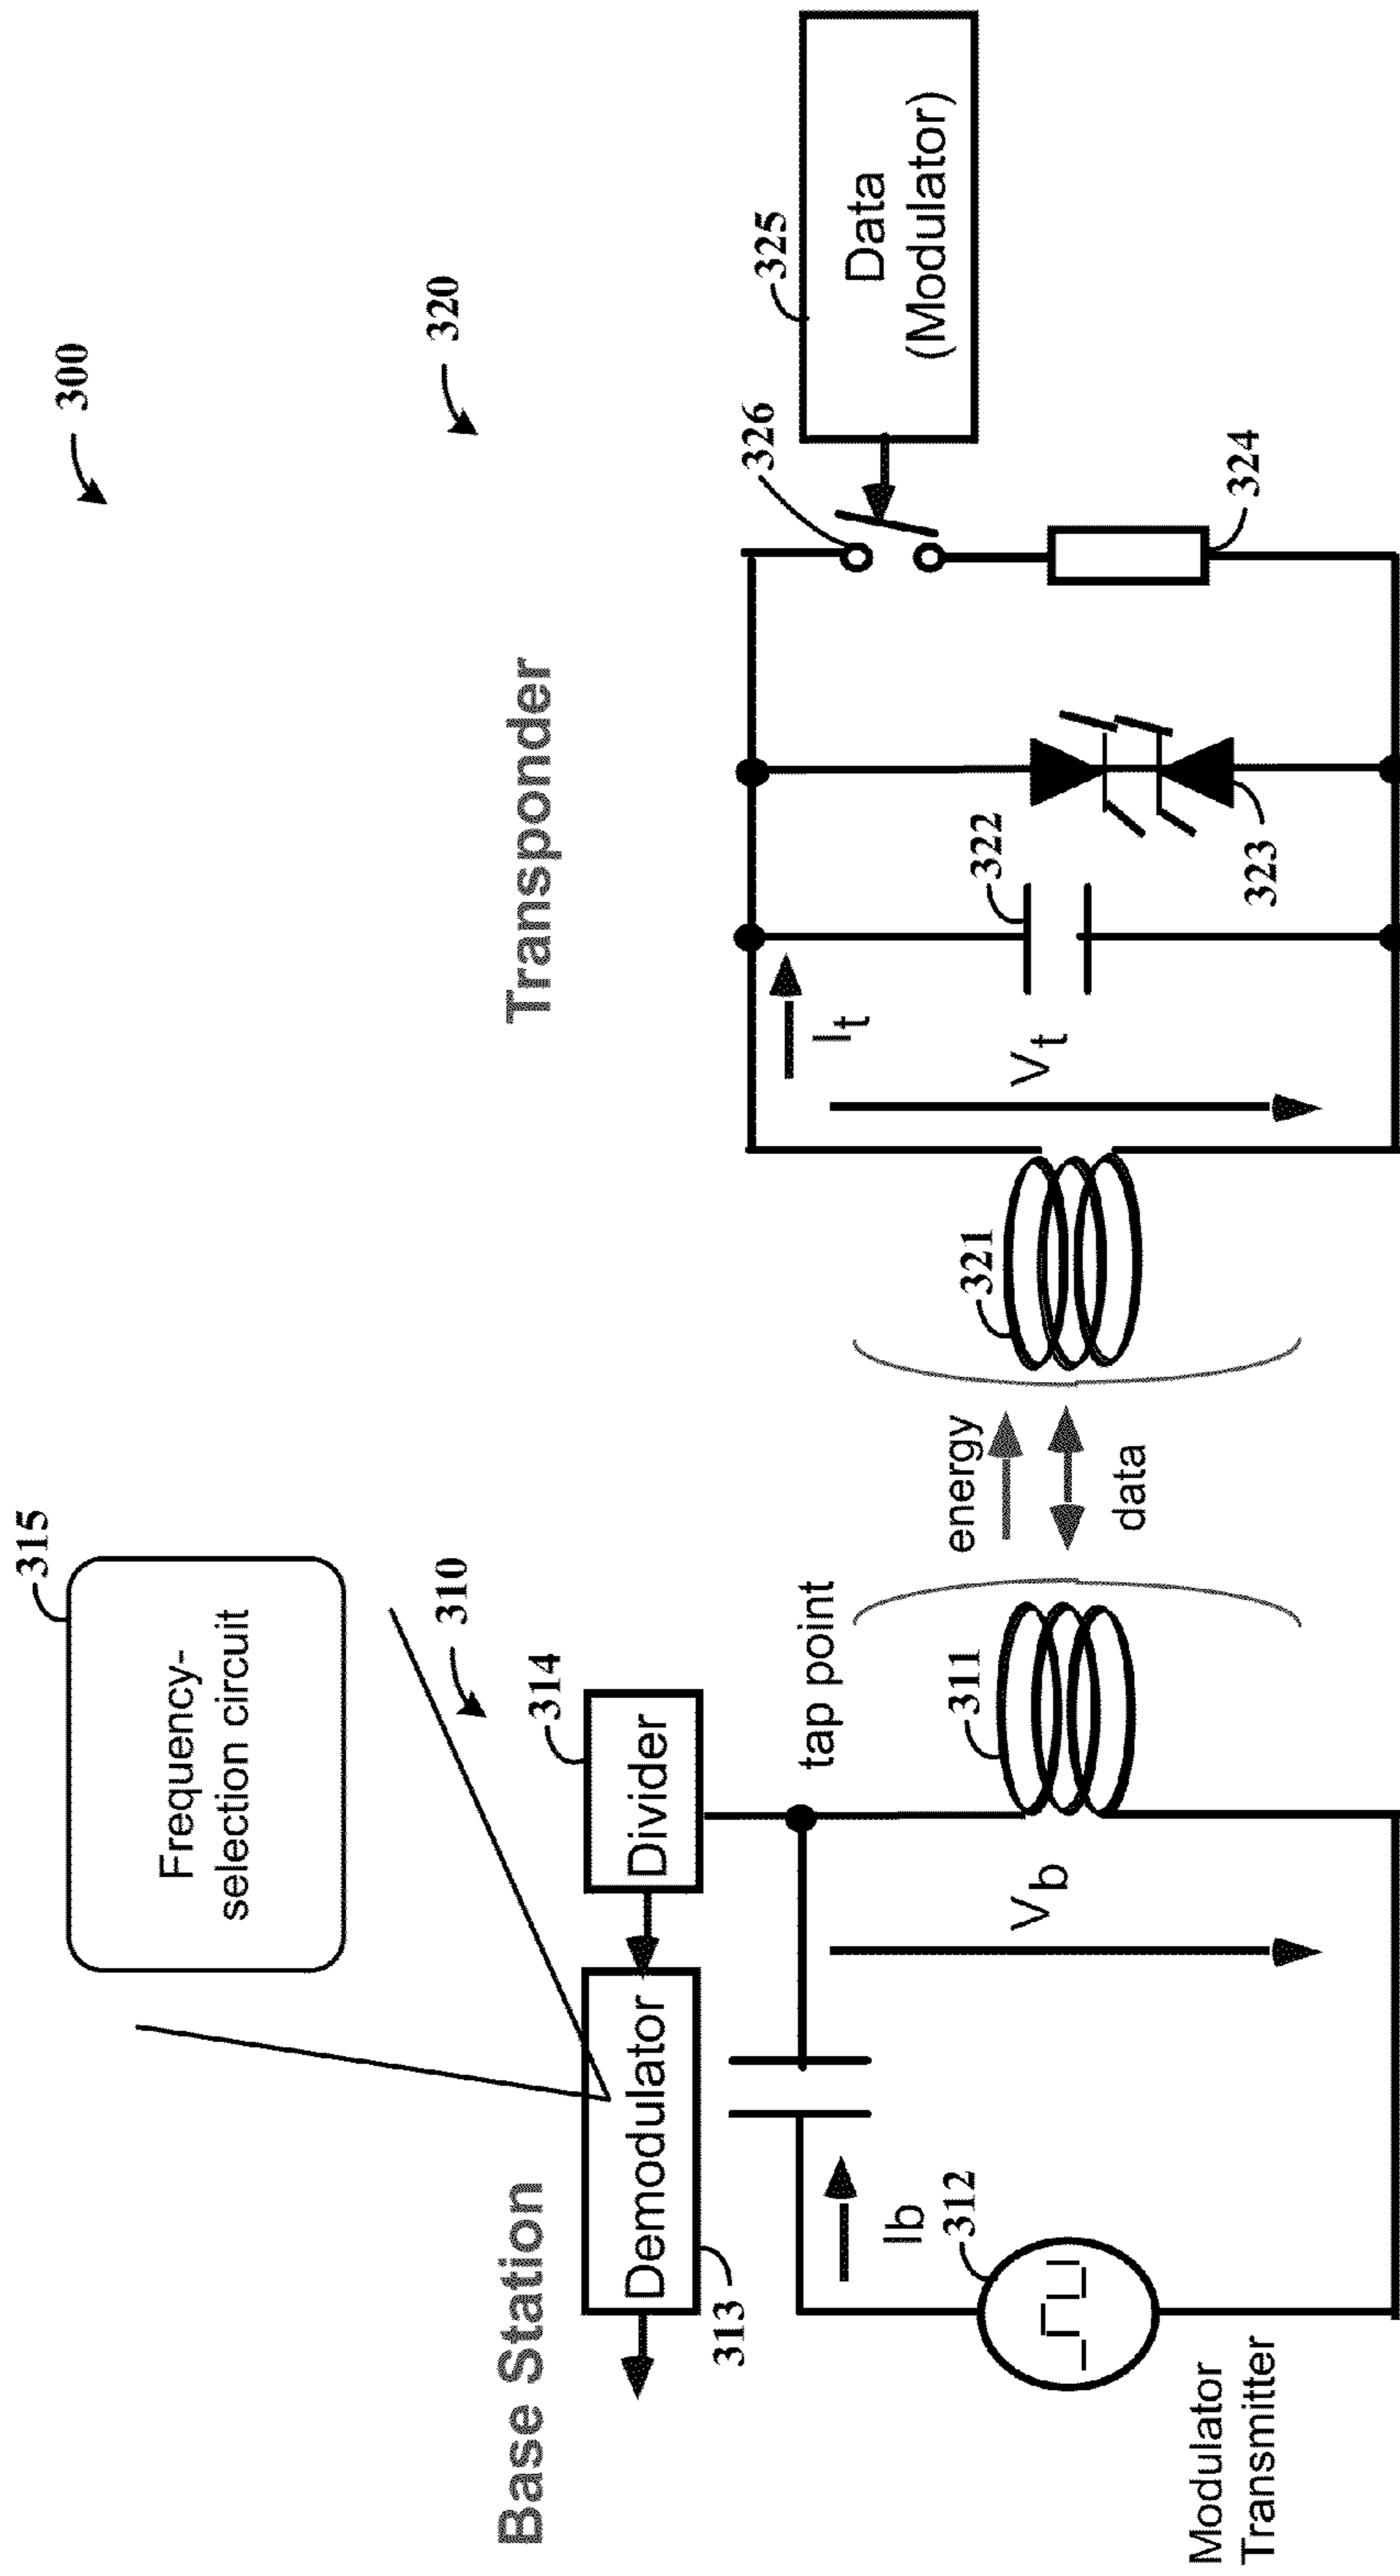 300
315
Frequency-
selection circuit
Base Station
310
Transponder
320
Demodulator
313
Divider
314
tap point
Ib
312
Modulator
Transmitter
Vb
311
energy
data
321
It
Vt
322
323
326
324
325
Data
(Modulator)